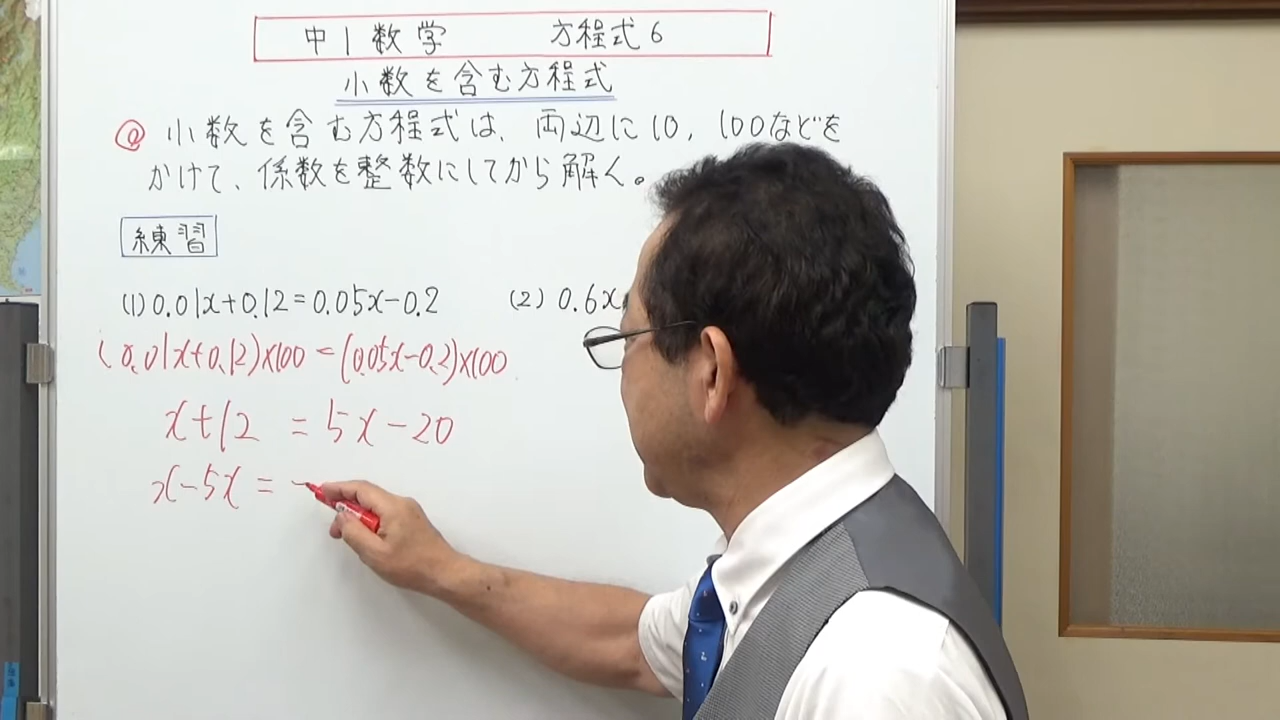 中1数学 方程式6
小数を含む方程式
@ 小数を含む方程式は、両辺に10, 100などを
かけて、係数を整数にしてから解く。
練習
(1) 0.01x+0.12=0.05x-0.2 (2) 0.6x
(0.01x+0.12)×100=(0.05x-0.2)×100
x+12=5x-20
x-5x=-